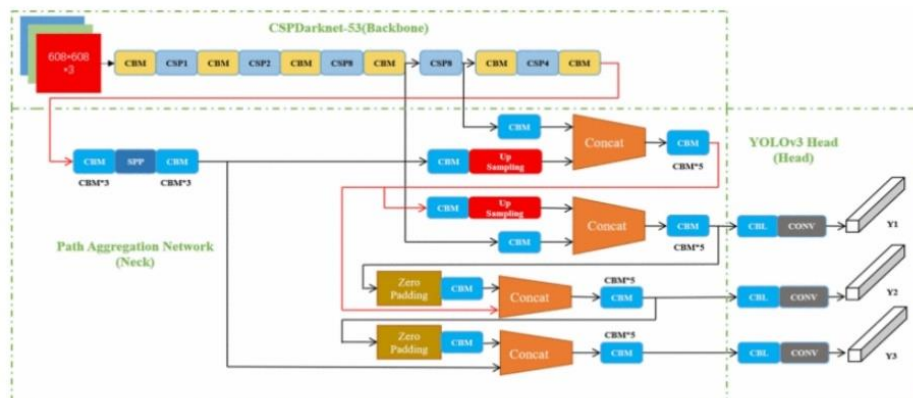 CSPDarknet-53(Backbone)
608*608
*3
CBM
CSP1
CBM
CSP2
CBM
CSP8
CBM
CSP8
CBM
CSP4
CBM
CBM
SPP
CBM
CBM*3
CBM*3
CBM
CBM
Up
Sampling
Concat
CBM
CBM*5
CBM
Up
Sampling
CBM
Concat
CBM
CBM*5
Path Aggregation Network
(Neck)
Zero
Padding
CBM
Concat
CBM*5
CBM
Zero
Padding
CBM
Concat
CBM*5
CBM
YOLOv3 Head
(Head)
CBL
CONV
Y1
CBL
CONV
Y2
CBL
CONV
Y3